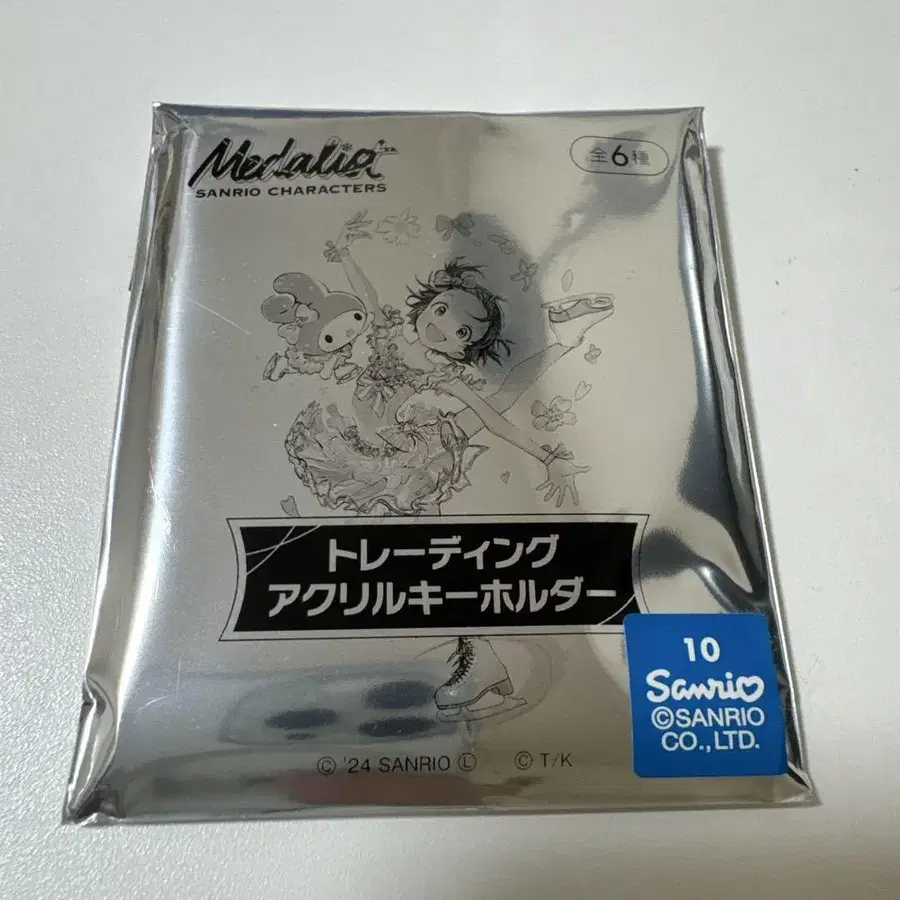 Medalist
SANRIO CHARACTERS
全6種
トレーディング
アクリルキーホルダー
10
Sanrio
©SANRIO
CO.,LTD.
© '24 SANRIO Ⓛ © T/K